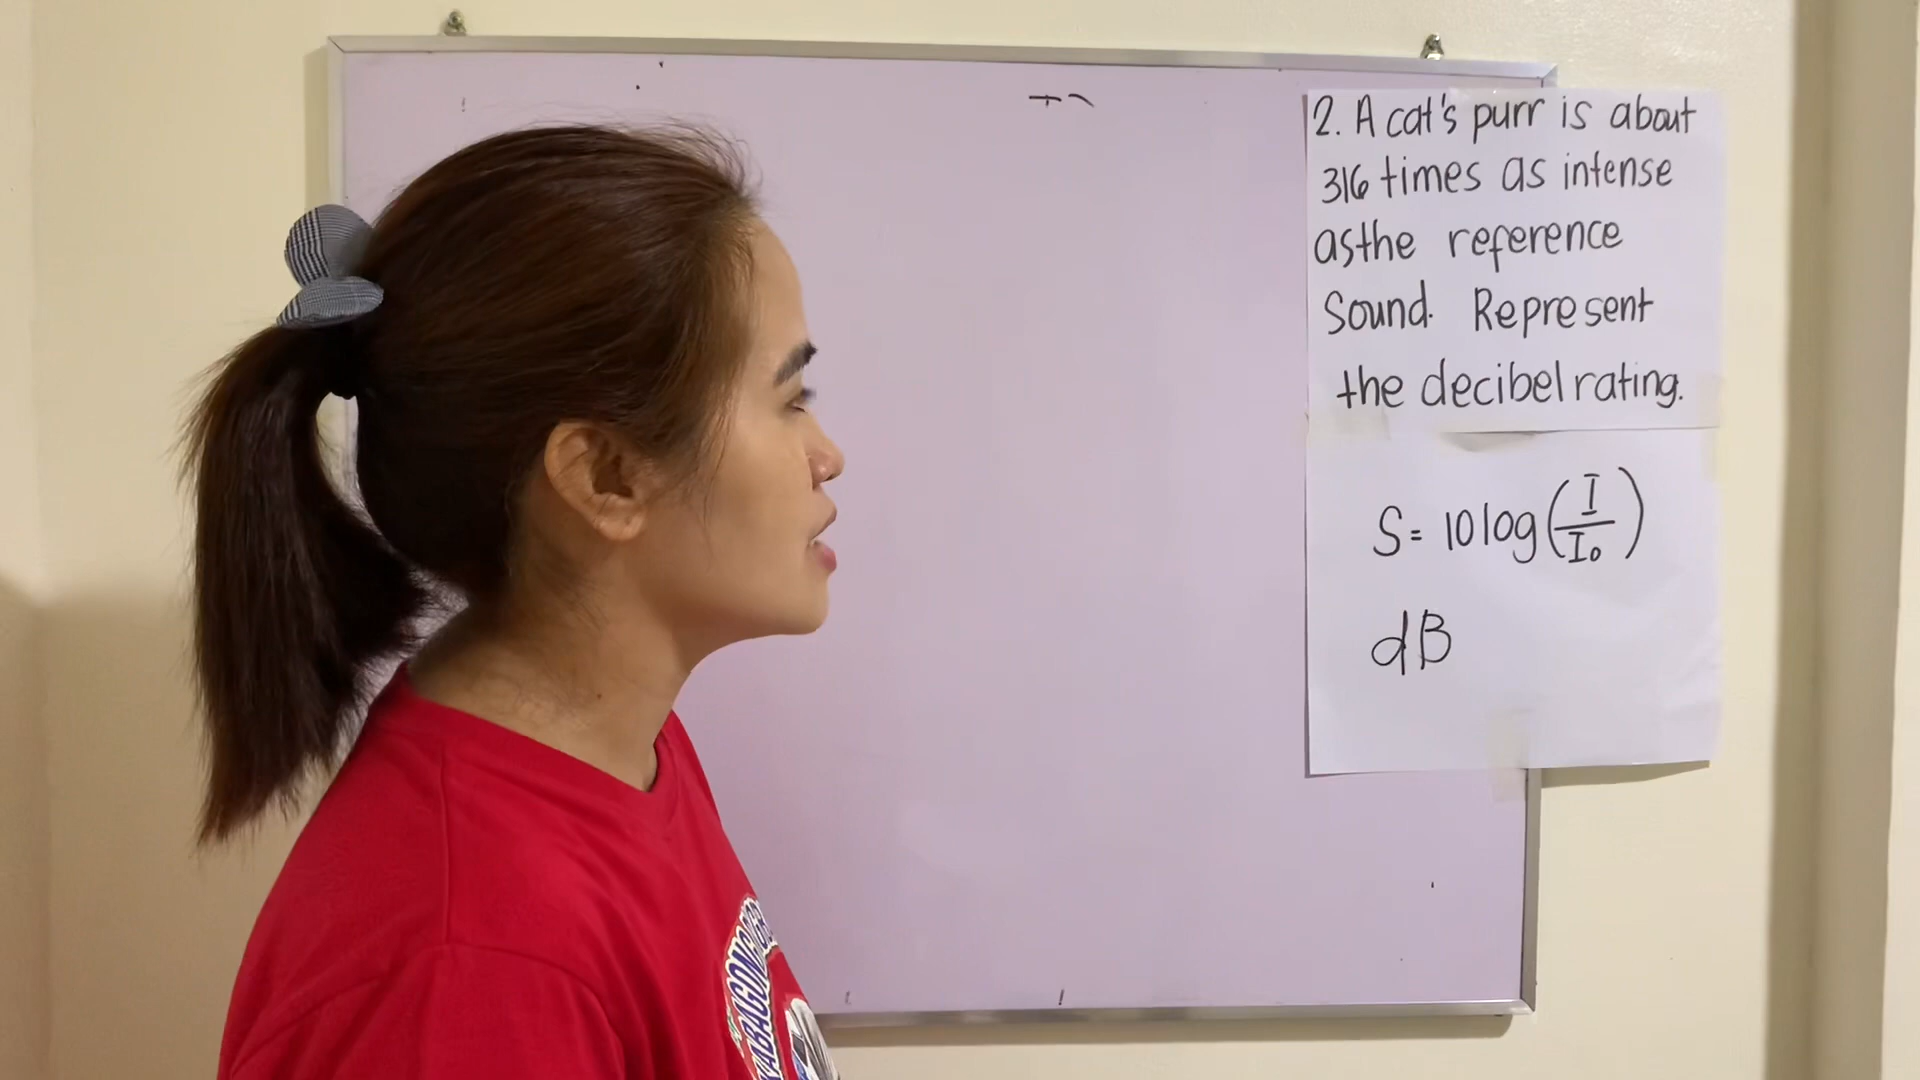 2. A cat's purr is about
316 times as intense
asthe reference
Sound. Represent
the decibel rating.
S= 10 log (I/I₀)
dB